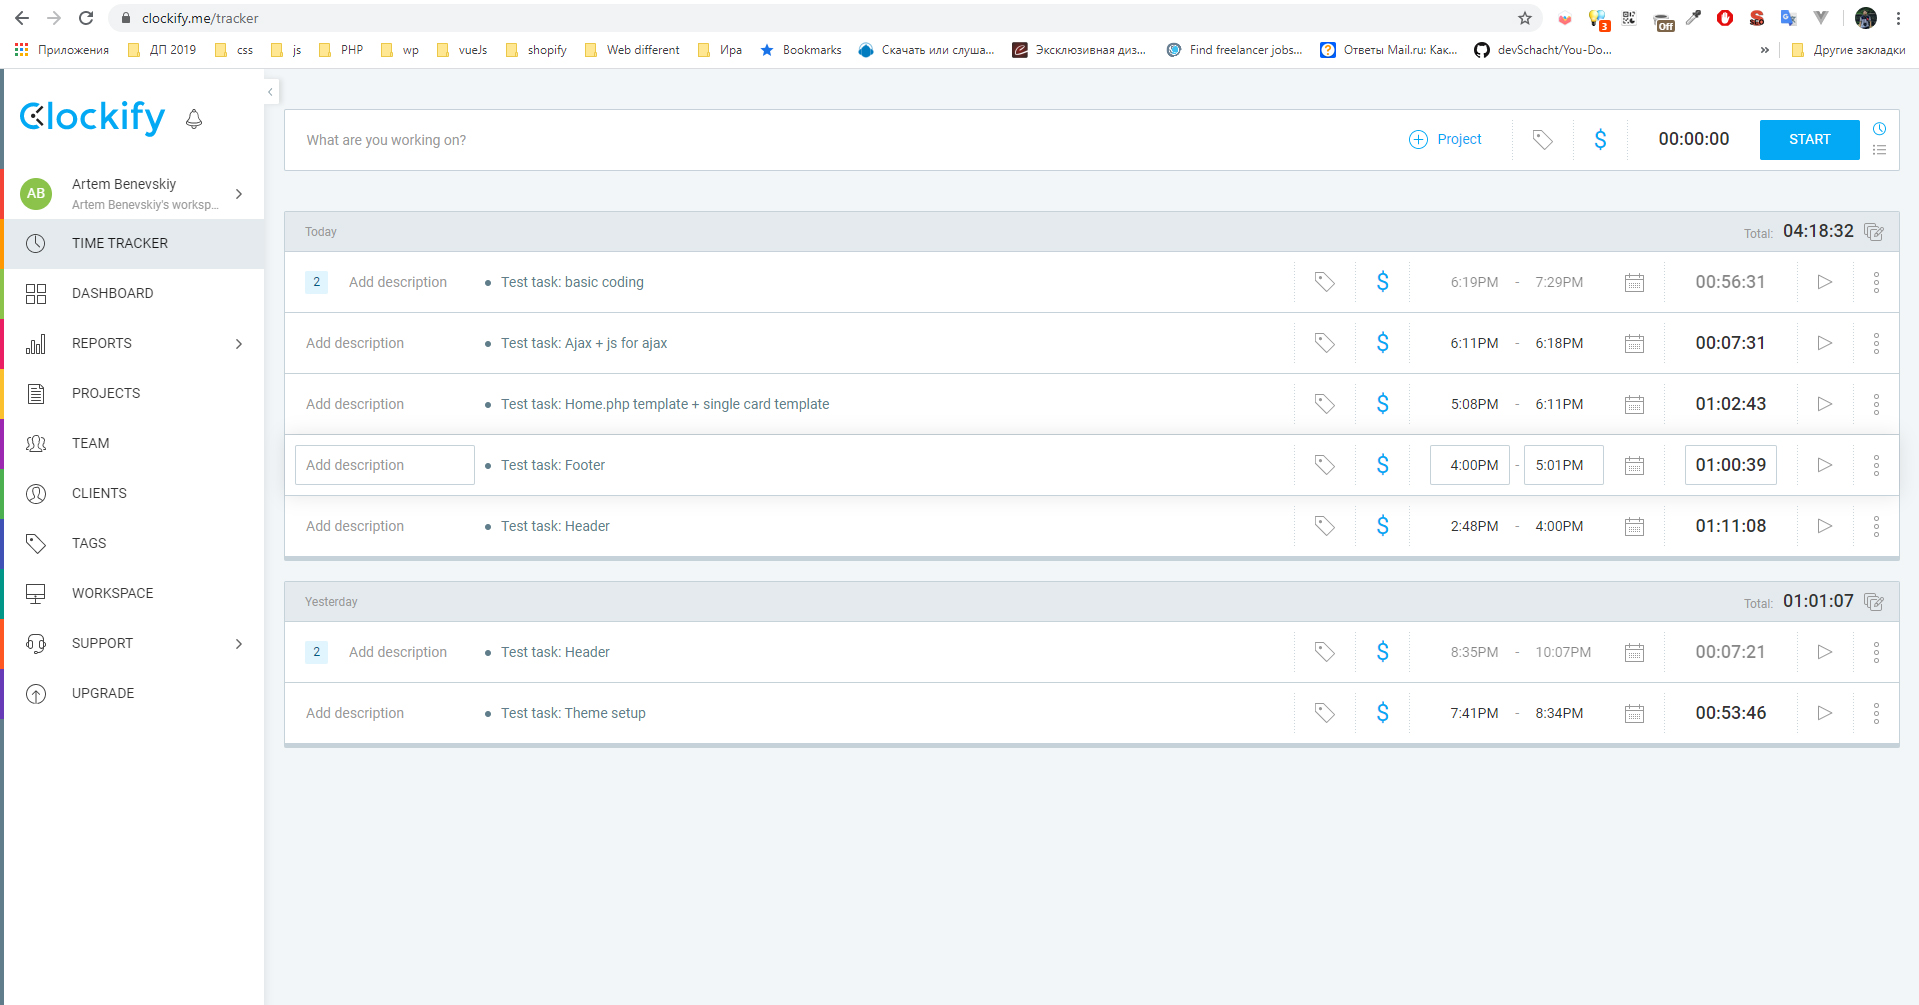 clockify.me/tracker
3
Off
SEO
Приложения ДП 2019 css js PHP wp vueJs shopify Web different Ира Bookmarks Скачать или слуша... Эксклюзивная диз... Find freelancer jobs... Ответы Mail.ru: Как... devSchacht/You-Do... » Другие закладки
Clockify
What are you working on? Project $ 00:00:00 START
AB Artem Benevskiy
Artem Benevskiy's worksp...
TIME TRACKER
DASHBOARD
REPORTS
PROJECTS
TEAM
CLIENTS
TAGS
WORKSPACE
SUPPORT
UPGRADE
Today Total: 04:18:32
2 Add description • Test task: basic coding $ 6:19PM - 7:29PM 00:56:31
Add description • Test task: Ajax + js for ajax $ 6:11PM - 6:18PM 00:07:31
Add description • Test task: Home.php template + single card template $ 5:08PM - 6:11PM 01:02:43
Add description • Test task: Footer $ 4:00PM - 5:01PM 01:00:39
Add description • Test task: Header $ 2:48PM - 4:00PM 01:11:08
Yesterday Total: 01:01:07
2 Add description • Test task: Header $ 8:35PM - 10:07PM 00:07:21
Add description • Test task: Theme setup $ 7:41PM - 8:34PM 00:53:46